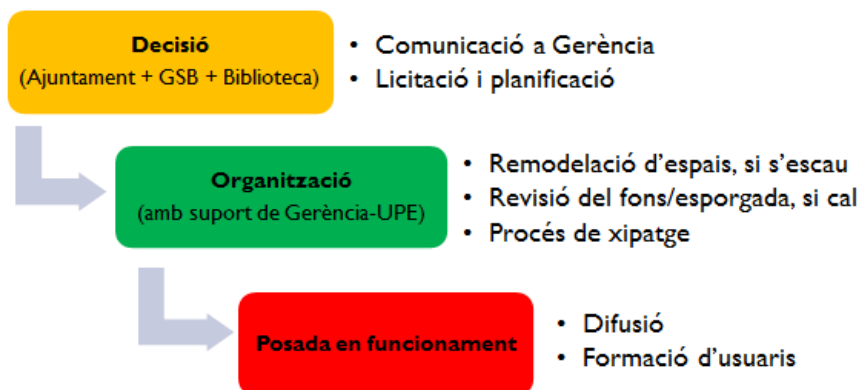 Decisió
(Ajuntament + GSB + Biblioteca)
• Comunicació a Gerència
• Licitació i planificació
Organització
(amb suport de Gerència-UPE)
• Remodelació d'espais, si s'escau
• Revisió del fons/esporgada, si cal
• Procés de xipatge
Posada en funcionament
• Difusió
• Formació d'usuaris